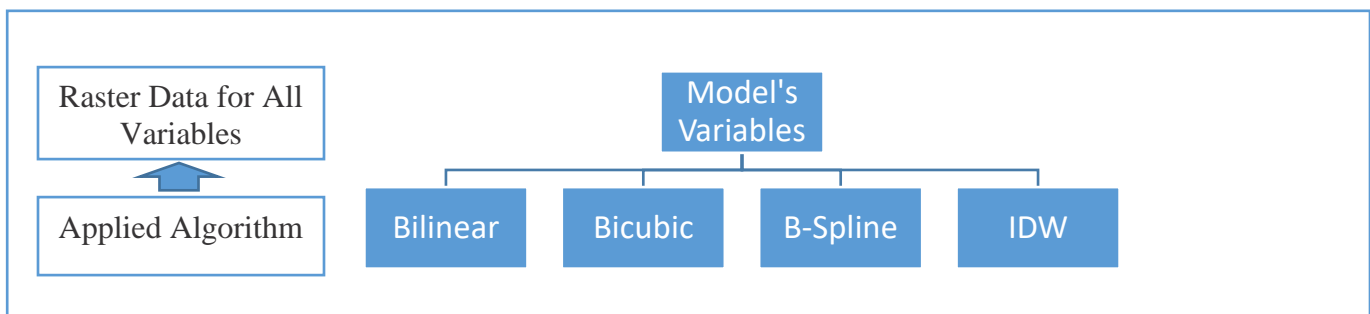 Raster Data for All
Variables
Applied Algorithm
Model's
Variables
Bilinear
Bicubic
B-Spline
IDW